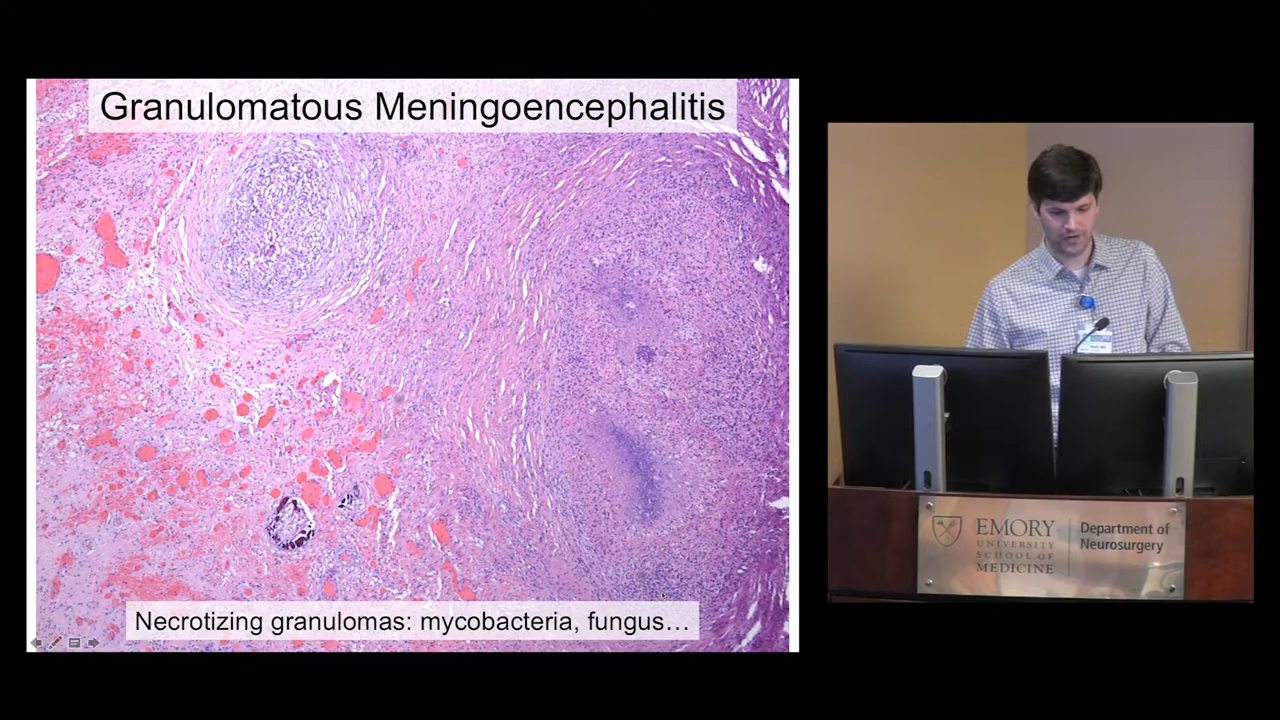 Granulomatous Meningoencephalitis
Necrotizing granulomas: mycobacteria, fungus…
EMORY
UNIVERSITY
SCHOOL OF
MEDICINE
Department of
Neurosurgery